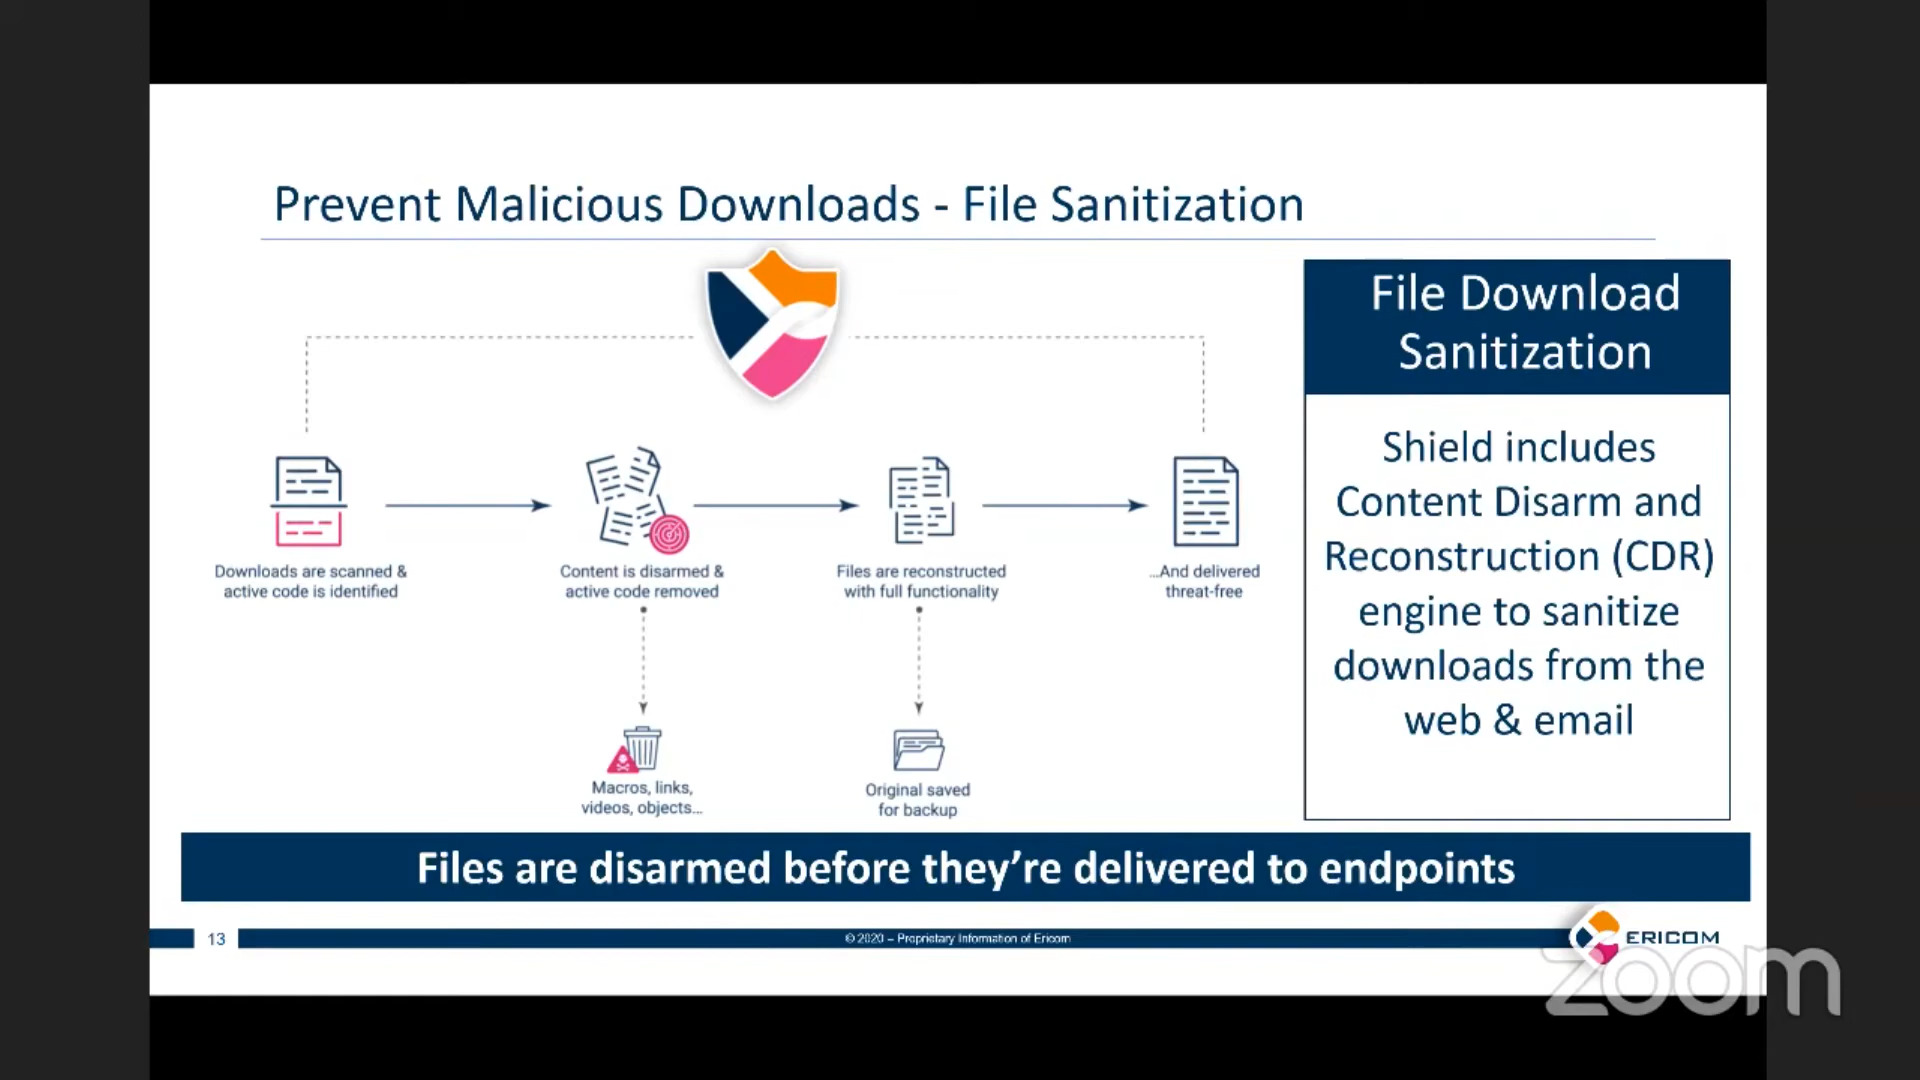 Prevent Malicious Downloads - File Sanitization
Downloads are scanned &
active code is identified
Content is disarmed &
active code removed
Files are reconstructed
with full functionality
...And delivered
threat-free
Macros, links,
videos, objects...
Original saved
for backup
File Download
Sanitization
Shield includes
Content Disarm and
Reconstruction (CDR)
engine to sanitize
downloads from the
web & email
Files are disarmed before they’re delivered to endpoints
13
© 2020 – Proprietary Information of Ericom
ERICOM
zoom